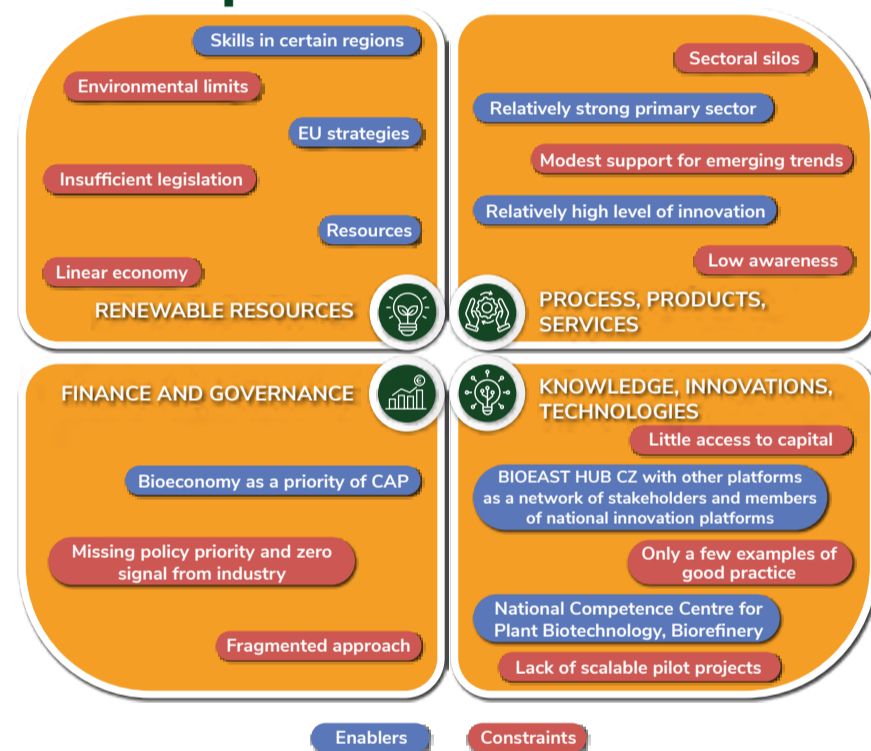 Skills in certain regions
Environmental limits
EU strategies
Insufficient legislation
Resources
Linear economy
RENEWABLE RESOURCES
Sectoral silos
Relatively strong primary sector
Modest support for emerging trends
Relatively high level of innovation
Low awareness
PROCESS, PRODUCTS,
SERVICES
FINANCE AND GOVERNANCE
Bioeconomy as a priority of CAP
Missing policy priority and zero
signal from industry
Fragmented approach
KNOWLEDGE, INNOVATIONS,
TECHNOLOGIES
Little access to capital
BIOEAST HUB CZ with other platforms
as a network of stakeholders and members
of national innovation platforms
Only a few examples of
good practice
National Competence Centre for
Plant Biotechnology, Biorefinery
Lack of scalable pilot projects
Enablers
Constraints